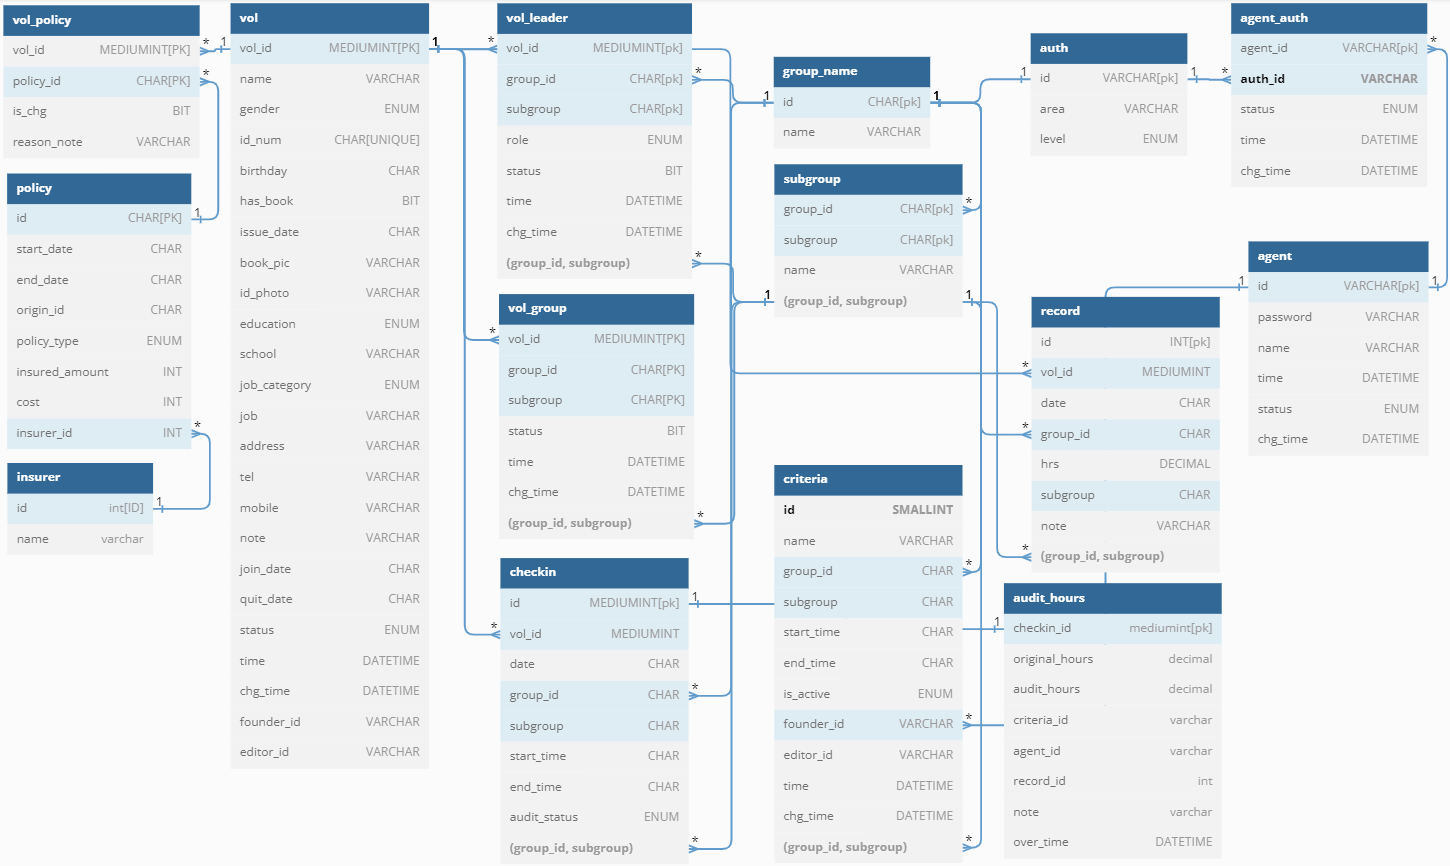 vol_policy
vol_id MEDIUMINT[PK]
policy_id CHAR[PK]
is_chg BIT
reason_note VARCHAR
policy
id CHAR[PK]
start_date CHAR
end_date CHAR
origin_id CHAR
policy_type ENUM
insured_amount INT
cost INT
insurer_id INT
insurer
id int[ID]
name varchar
vol
vol_id MEDIUMINT[PK]
name VARCHAR
gender ENUM
id_num CHAR[UNIQUE]
birthday CHAR
has_book BIT
issue_date CHAR
book_pic VARCHAR
id_photo VARCHAR
education ENUM
school VARCHAR
job_category ENUM
job VARCHAR
address VARCHAR
tel VARCHAR
mobile VARCHAR
note VARCHAR
join_date CHAR
quit_date CHAR
status ENUM
time DATETIME
chg_time DATETIME
founder_id VARCHAR
editor_id VARCHAR
vol_leader
vol_id MEDIUMINT[pk]
group_id CHAR[pk]
subgroup CHAR[pk]
role ENUM
status BIT
time DATETIME
chg_time DATETIME
(group_id, subgroup)
vol_group
vol_id MEDIUMINT[PK]
group_id CHAR[PK]
subgroup CHAR[PK]
status BIT
time DATETIME
chg_time DATETIME
(group_id, subgroup)
checkin
id MEDIUMINT[pk]
vol_id MEDIUMINT
date CHAR
group_id CHAR
subgroup CHAR
start_time CHAR
end_time CHAR
audit_status ENUM
(group_id, subgroup)
group_name
id CHAR[pk]
name VARCHAR
subgroup
group_id CHAR[pk]
subgroup CHAR[pk]
name VARCHAR
(group_id, subgroup)
criteria
id SMALLINT
name VARCHAR
group_id CHAR
subgroup CHAR
start_time CHAR
end_time CHAR
is_active ENUM
founder_id VARCHAR
editor_id VARCHAR
time DATETIME
chg_time DATETIME
(group_id, subgroup)
auth
id VARCHAR[pk]
area VARCHAR
level ENUM
record
id INT[pk]
vol_id MEDIUMINT
date CHAR
group_id CHAR
hrs DECIMAL
subgroup CHAR
note VARCHAR
(group_id, subgroup)
audit_hours
checkin_id mediumint[pk]
original_hours decimal
audit_hours decimal
criteria_id varchar
agent_id varchar
record_id int
note varchar
over_time DATETIME
agent_auth
agent_id VARCHAR[pk]
auth_id VARCHAR
status ENUM
time DATETIME
chg_time DATETIME
agent
id VARCHAR[pk]
password VARCHAR
name VARCHAR
time DATETIME
status ENUM
chg_time DATETIME